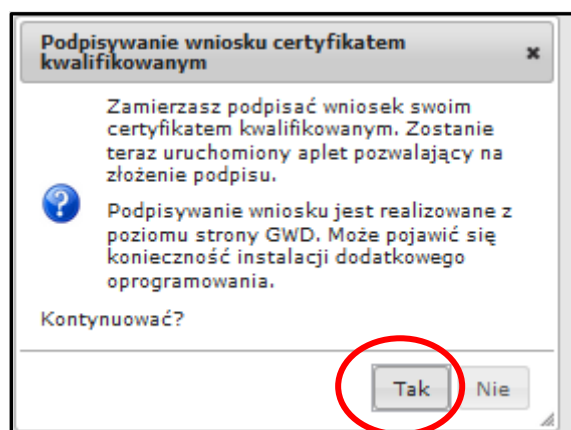 Podpisywanie wniosku certyfikatem
kwalifikowanym
Zamierzasz podpisać wniosek swoim
certyfikatem kwalifikowanym. Zostanie
teraz uruchomiony aplet pozwalający na
złożenie podpisu.
Podpisywanie wniosku jest realizowane z
poziomu strony GWD. Może pojawić się
konieczność instalacji dodatkowego
oprogramowania.
Kontynuować?
Tak Nie